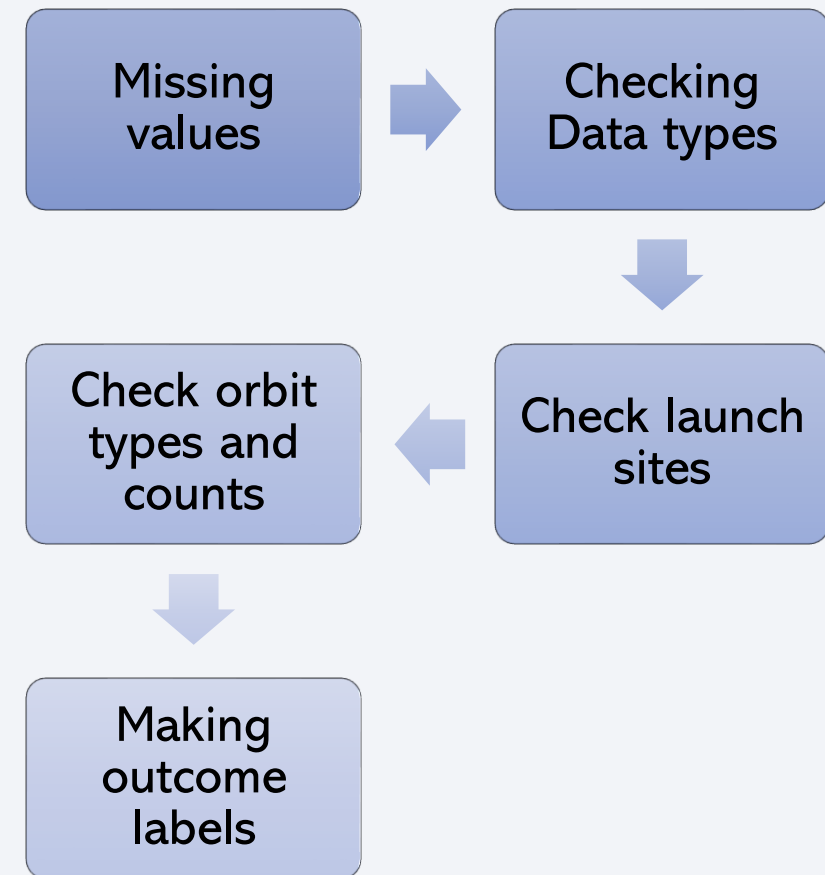 Missing
values
Checking
Data types
Check launch
sites
Check orbit
types and
counts
Making
outcome
labels